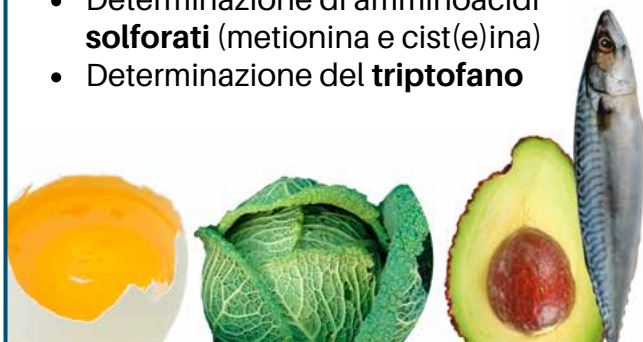 • Determinazione di amminoacidi
solforati (metionina e cist(e)ina)
• Determinazione del triptofano